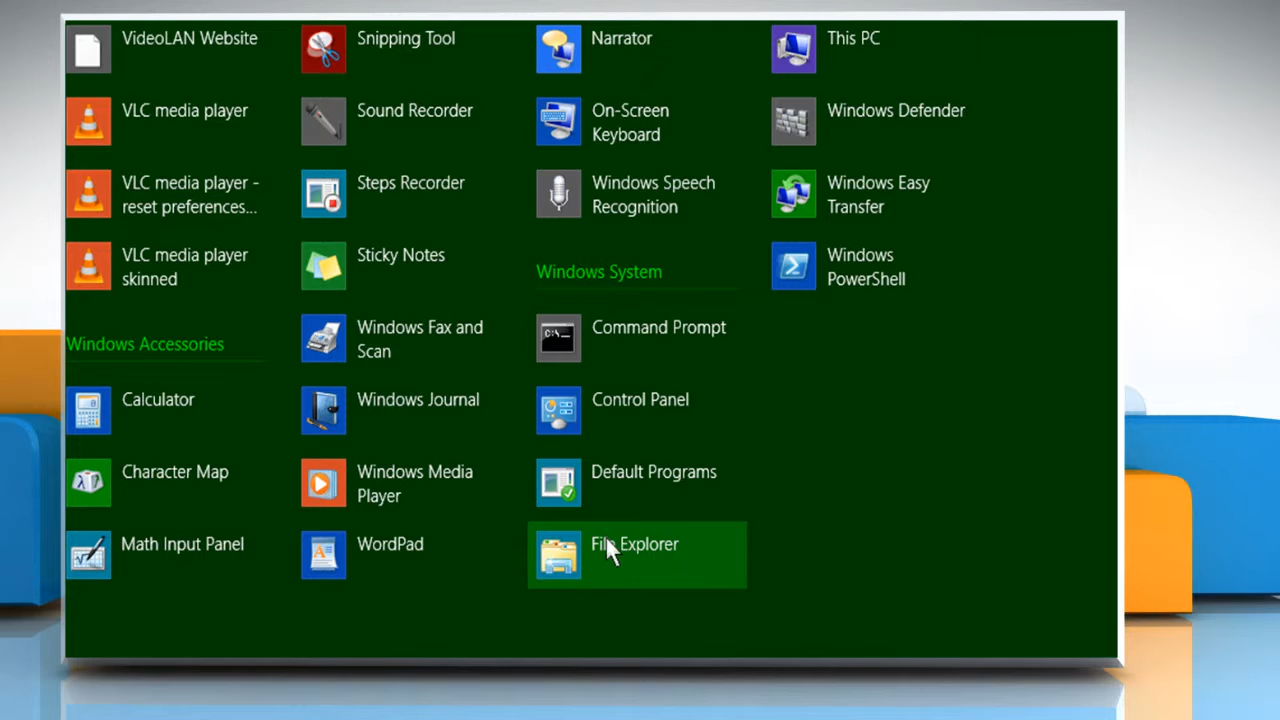 VideoLAN Website
VLC media player
VLC media player -
reset preferences...
VLC media player
skinned
Windows Accessories
Calculator
Character Map
Math Input Panel
Snipping Tool
Sound Recorder
Steps Recorder
Sticky Notes
Windows Fax and
Scan
Windows Journal
Windows Media
Player
WordPad
Narrator
On-Screen
Keyboard
Windows Speech
Recognition
Windows System
Command Prompt
Control Panel
Default Programs
File Explorer
This PC
Windows Defender
Windows Easy
Transfer
Windows
PowerShell